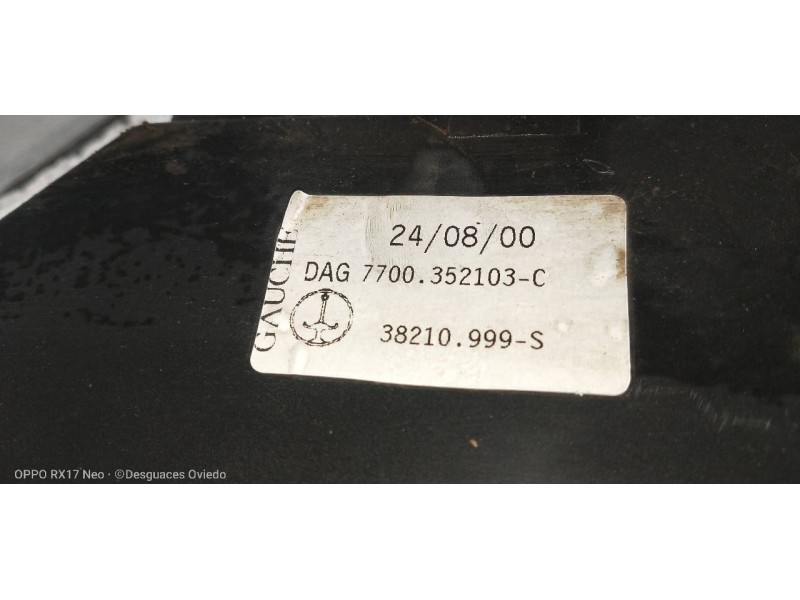 24/08/00
GAUCHE
DAG 7700.352103-C
38210.999-S
OPPO RX17 Neo · ©Desguaces Oviedo